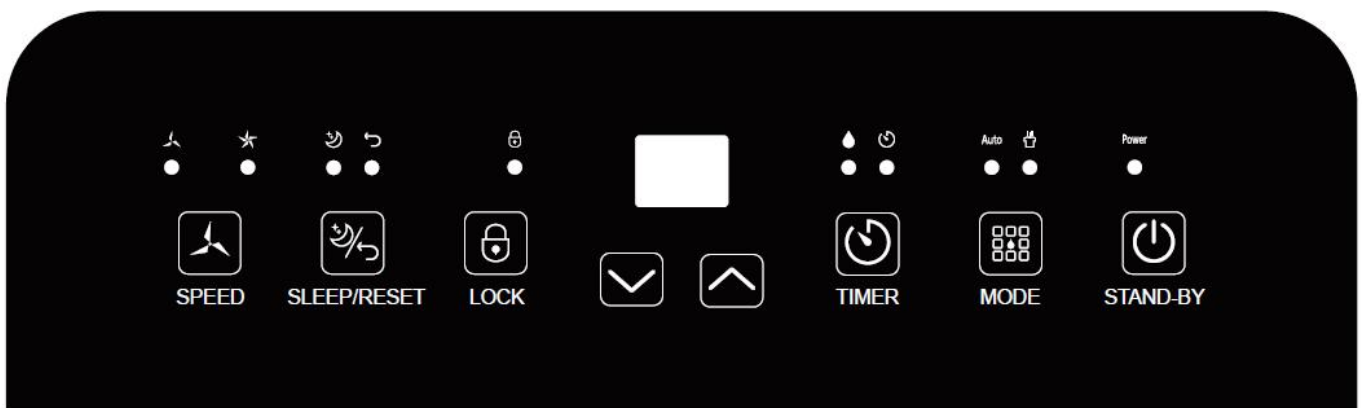 Auto
Power
SPEED
SLEEP/RESET
LOCK
TIMER
MODE
STAND-BY